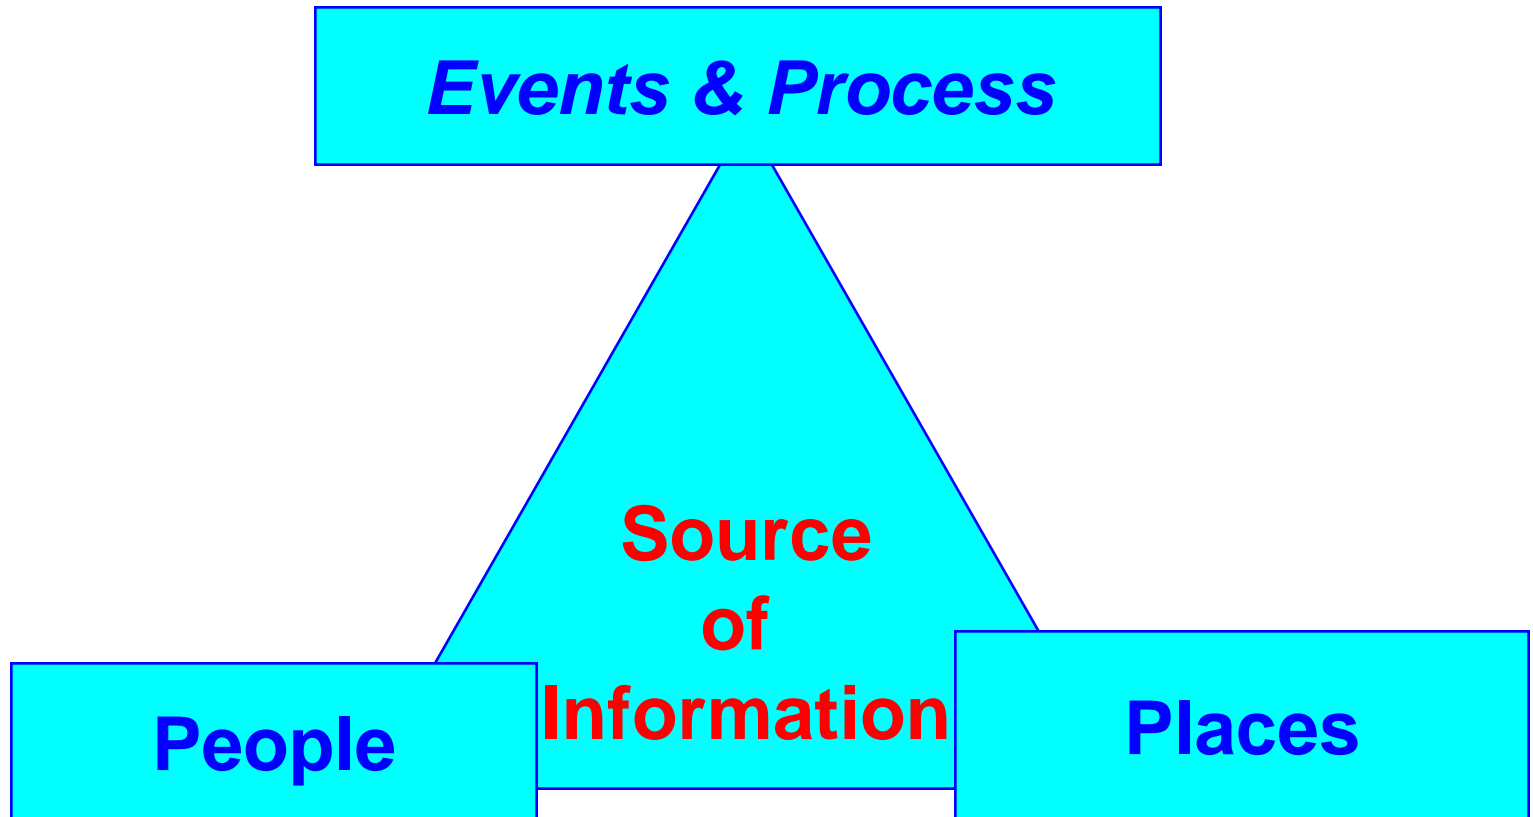 Events & Process
Source
of
Information
People
Places